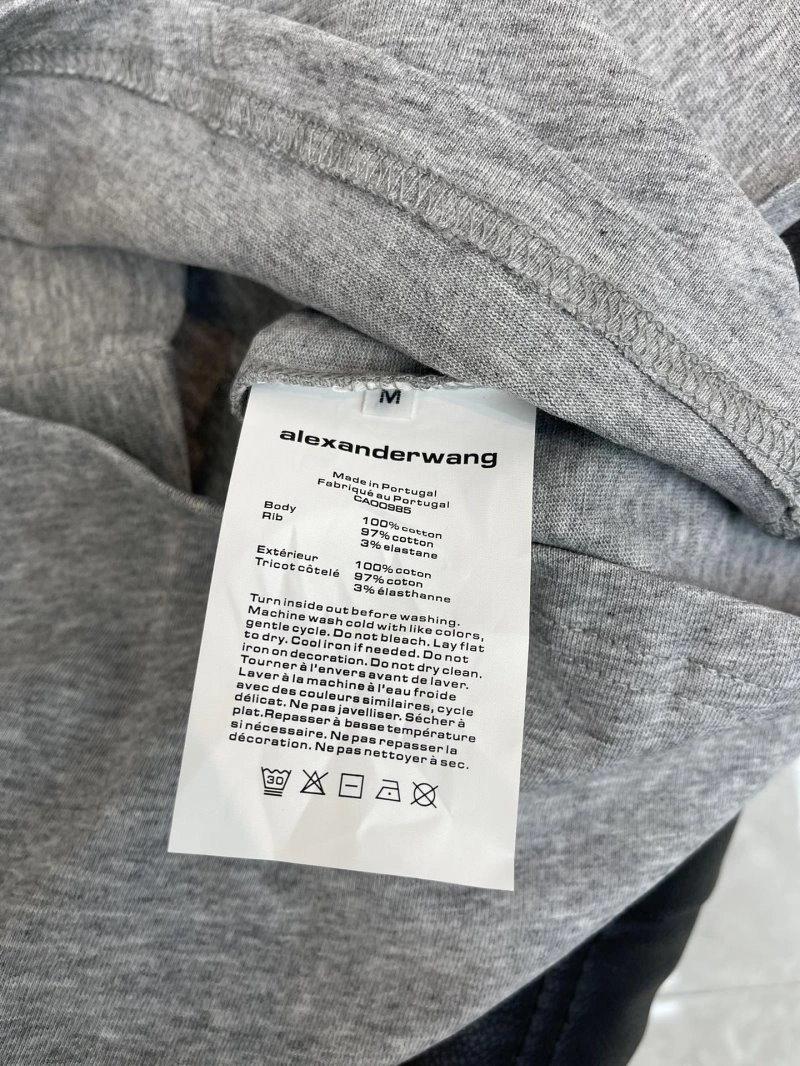 M
alexanderwang
Made in Portugal
Fabriqué au Portugal
CA00985
Body 100% cotton
Rib 97% cotton
3% elastane
Extérieur 100% coton
Tricot côtelé 97% coton
3% élasthanne
Turn inside out before washing.
Machine wash cold with like colors,
gentle cycle. Do not bleach. Lay flat
to dry. Cool iron if needed. Do not
iron on decoration. Do not dry clean.
Tourner à l'envers avant de laver.
Laver à la machine à l'eau froide
avec des couleurs similaires, cycle
délicat. Ne pas javelliser. Sécher à
plat.Repasser à basse température
si nécessaire. Ne pas repasser la
décoration. Ne pas nettoyer à sec.
30